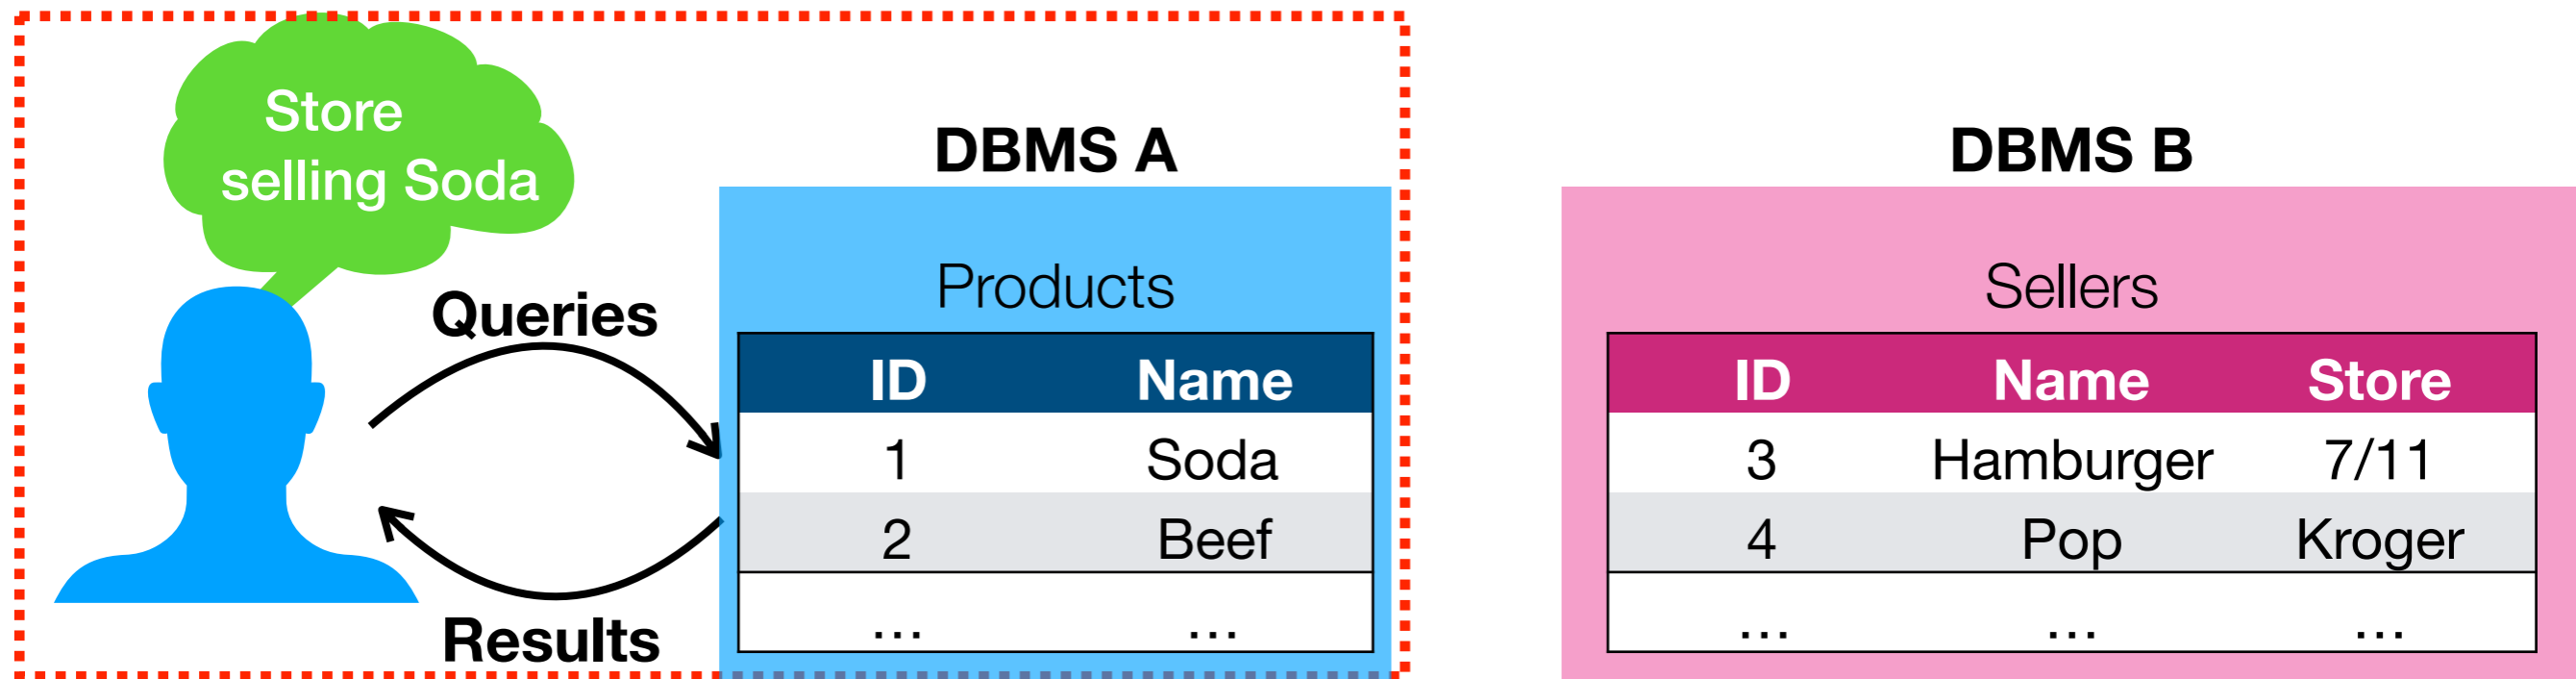 Store
selling Soda
Queries
Results
DBMS A
Products
ID Name
1 Soda
2 Beef
... ...
DBMS B
Sellers
ID Name Store
3 Hamburger 7/11
4 Pop Kroger
... ... ...